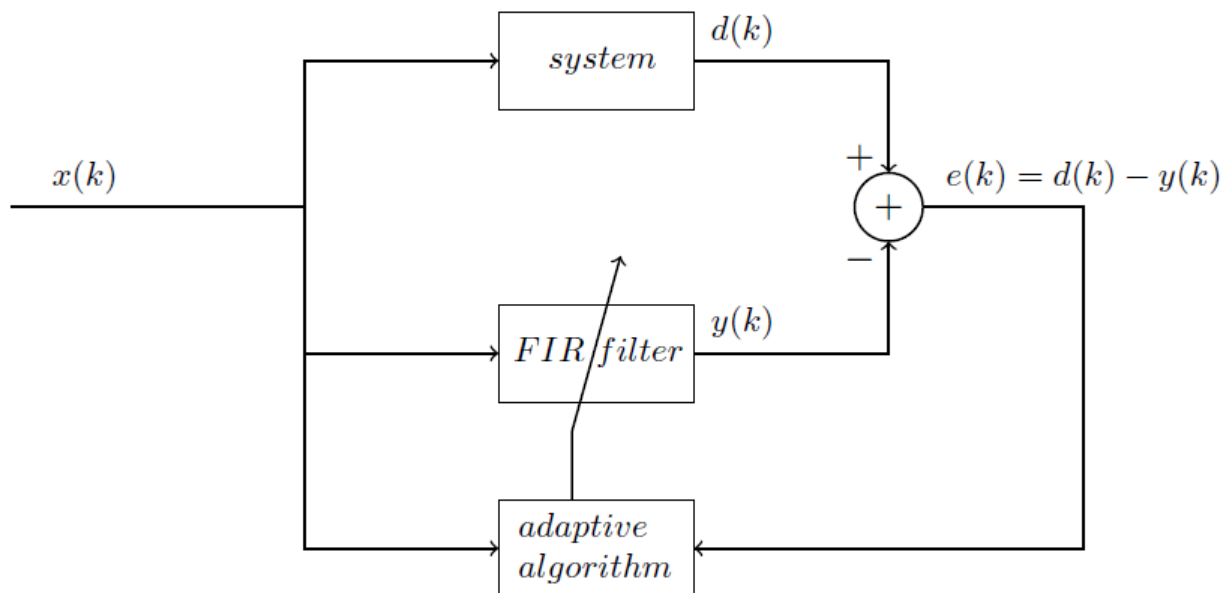 d(k)
system
x(k)
+
e(k) = d(k) − y(k)
+
−
FIR filter
y(k)
adaptive
algorithm